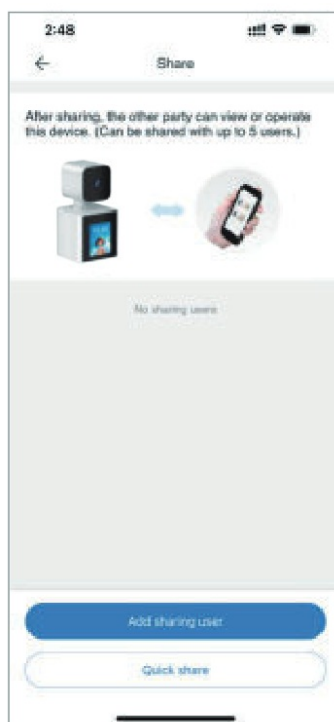 2:48
Share
After sharing, the other party can view or operate
this device. (Can be shared with up to 5 users.)
No sharing users
Add sharing user
Quick share